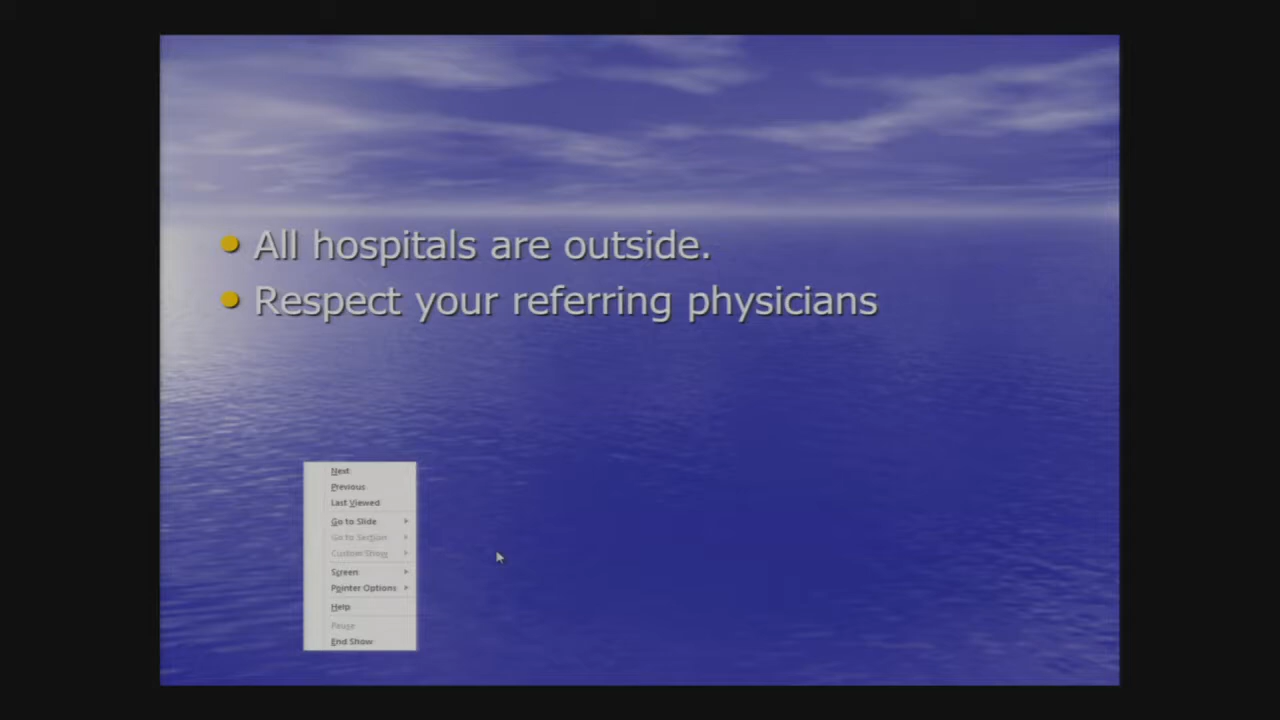 All hospitals are outside.
Respect your referring physicians
Next
Previous
Last Viewed
Go to Slide
Go to Section
Custom Show
Screen
Pointer Options
Help
Pause
End Show